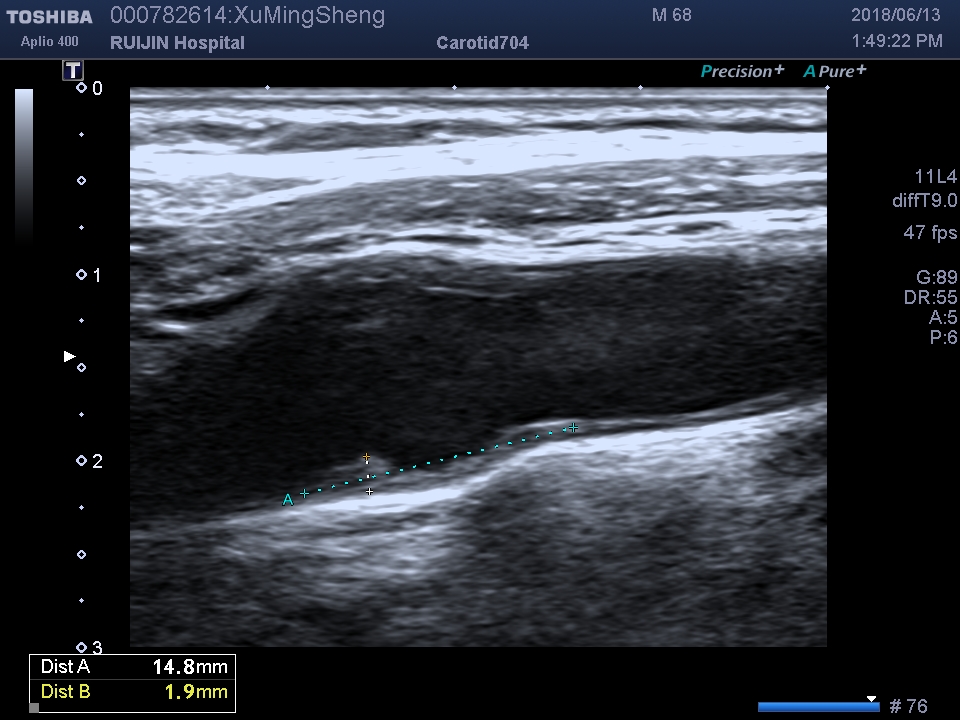 TOSHIBA 000782614:XuMingSheng M 68 2018/06/13
Aplio 400 RUIJIN Hospital Carotid704 1:49:22 PM
T
Precision+ A Pure+
0
11L4
diffT9.0
47 fps
1
G:89
DR:55
A:5
P:6
2
A
3
Dist A 14.8mm
Dist B 1.9mm
# 76